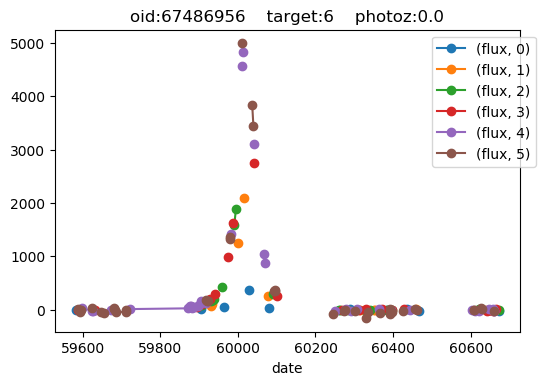 oid:67486956 target:6 photoz:0.0
5000
4000
3000
2000
1000
0
(flux, 0)
(flux, 1)
(flux, 2)
(flux, 3)
(flux, 4)
(flux, 5)
59600 59800 60000 60200 60400 60600
date